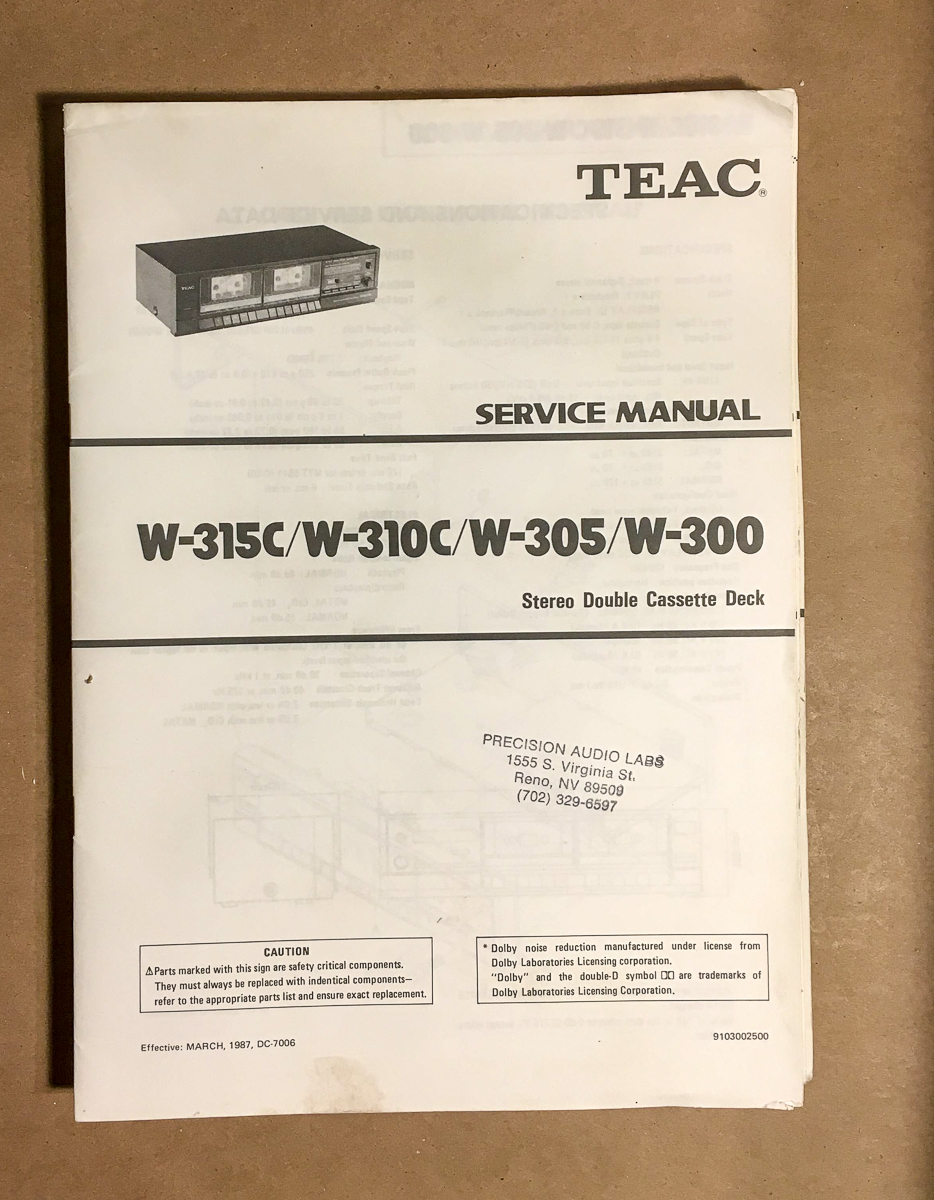 TEAC®
TEAC
SERVICE MANUAL
W-315C/W-310C/W-305/W-300
Stereo Double Cassette Deck
PRECISION AUDIO LABS
1555 S. Virginia St.
Reno, NV 89509
(702) 329-6597
CAUTION
⚠Parts marked with this sign are safety critical components.
They must always be replaced with indentical components—
refer to the appropriate parts list and ensure exact replacement.
* Dolby noise reduction manufactured under license from
Dolby Laboratories Licensing corporation.
"Dolby" and the double-D symbol are trademarks of
Dolby Laboratories Licensing Corporation.
Effective: MARCH, 1987, DC-7006
9103002500